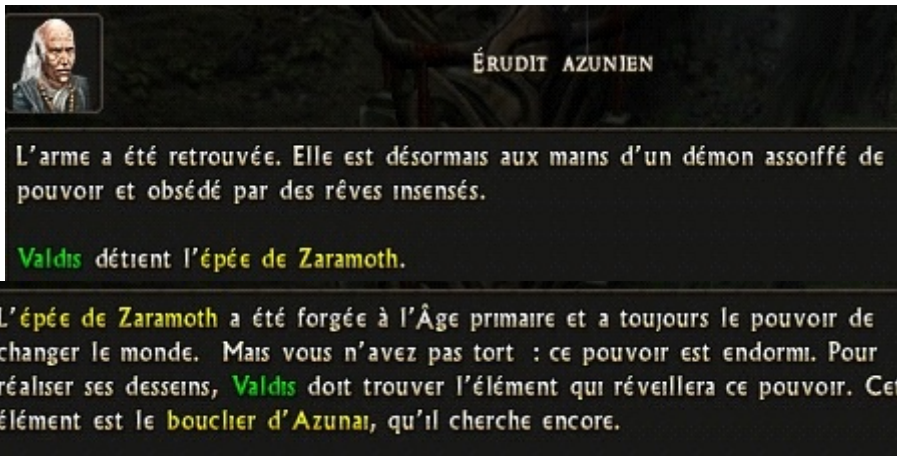 Érudit azunien
L'arme a été retrouvée. Elle est désormais aux mains d'un démon assoiffé de
pouvoir et obsédé par des rêves insensés.
Valdis détient l'épée de Zaramoth.
L'épée de Zaramoth a été forgée à l'Âge primaire et a toujours le pouvoir de
changer le monde. Mais vous n'avez pas tort : ce pouvoir est endormi. Pour
réaliser ses desseins, Valdis doit trouver l'élément qui réveillera ce pouvoir. Cet
élément est le bouclier d'Azunai, qu'il cherche encore.